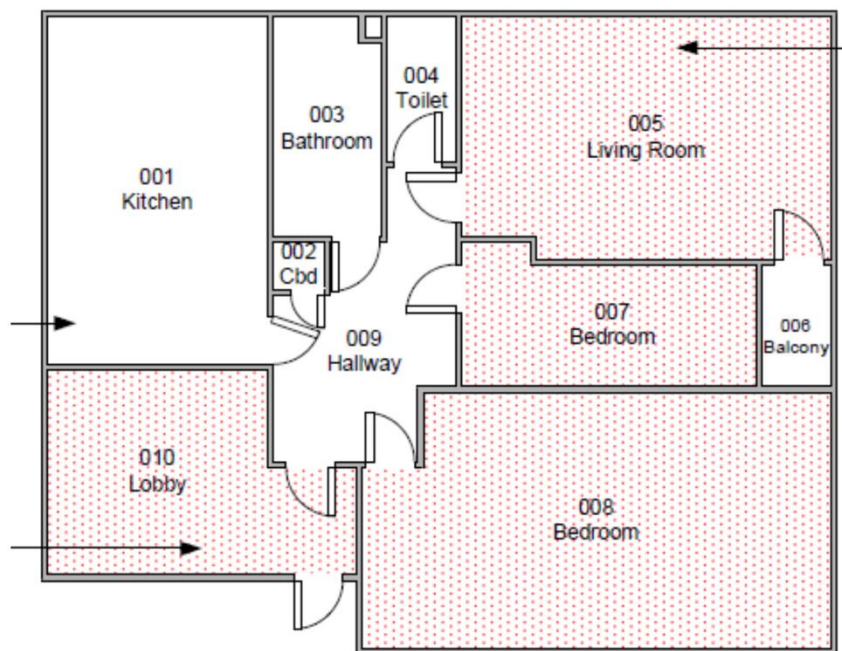 001
Kitchen
002
Cbd
003
Bathroom
004
Toilet
005
Living Room
006
Balcony
007
Bedroom
008
Bedroom
009
Hallway
010
Lobby